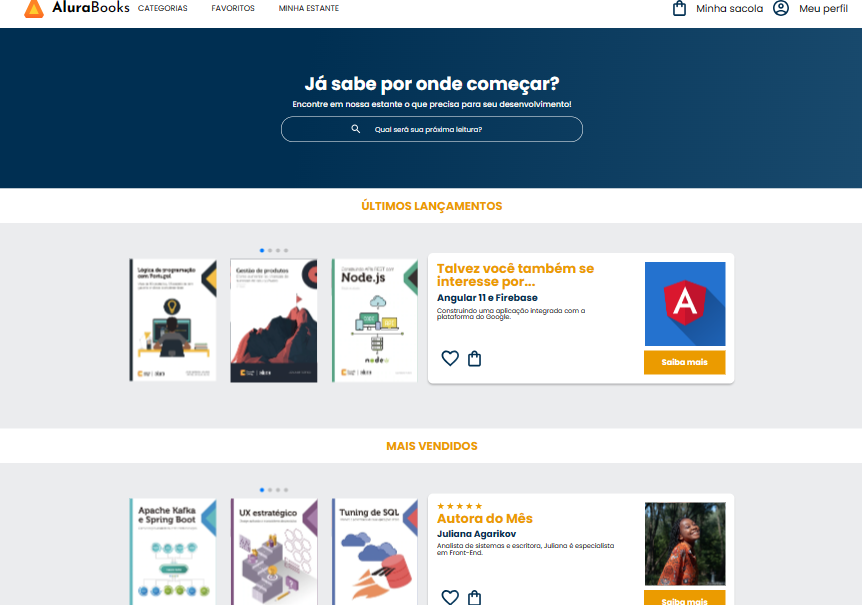 AluraBooks
CATEGORIAS
FAVORITOS
MINHA ESTANTE
Minha sacola
Meu perfil
Já sabe por onde começar?
Encontre em nossa estante o que precisa para seu desenvolvimento!
Qual será sua próxima leitura?
ÚLTIMOS LANÇAMENTOS
Lógica de programação
com Portugol
Gestão de produtos
Node.js
node
Talvez você também se
interesse por...
Angular 11 e Firebase
Construindo uma aplicação integrada com a
plataforma do Google.
A
Saiba mais
MAIS VENDIDOS
Apache Kafka
e Spring Boot
UX estratégico
Tuning de SQL
Autora do Mês
Juliana Agarikov
Analista de sistemas e escritora, Juliana é especialista
em Front-End.
Saiba mais